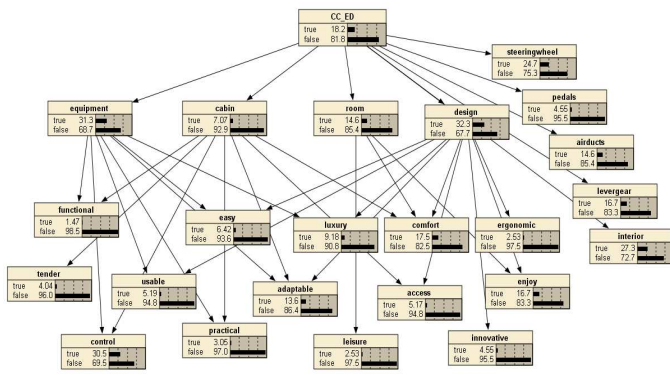 CC_ED
true 18.2
false 81.8
steeringwheel
true 24.7
false 75.3
equipment
true 31.3
false 68.7
cabin
true 7.07
false 92.9
room
true 14.6
false 85.4
design
true 32.3
false 67.7
pedals
true 4.55
false 95.5
airducts
true 14.6
false 85.4
levergear
true 16.7
false 83.3
functional
true 1.47
false 98.5
easy
true 6.42
false 93.6
luxury
true 9.18
false 90.8
comfort
true 17.5
false 82.5
ergonomic
true 2.53
false 97.5
interior
true 27.3
false 72.7
tender
true 4.04
false 96.0
usable
true 5.19
false 94.8
adaptable
true 13.6
false 86.4
access
true 5.17
false 94.8
enjoy
true 16.7
false 83.3
control
true 30.5
false 69.5
practical
true 3.05
false 97.0
leisure
true 2.53
false 97.5
innovative
true 4.55
false 95.5